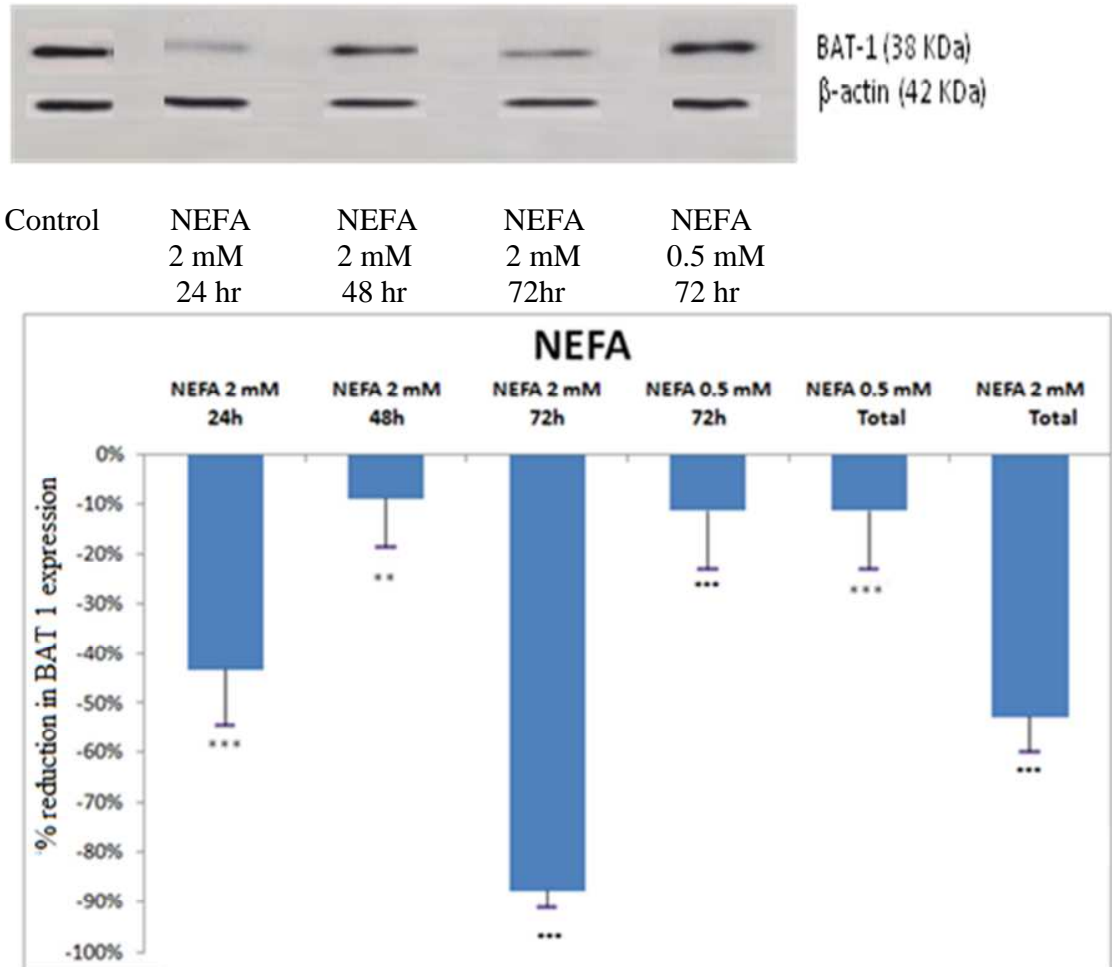 BAT-1 (38 KDa)
β-actin (42 KDa)
Control NEFA NEFA NEFA NEFA
2 mM 2 mM 2 mM 0.5 mM
24 hr 48 hr 72hr 72 hr
NEFA
NEFA 2 mM NEFA 2 mM NEFA 2 mM NEFA 0.5 mM NEFA 0.5 mM NEFA 2 mM
24h 48h 72h 72h Total Total
% reduction in BAT 1 expression
0%
-10%
-20%
-30%
-40%
-50%
-60%
-70%
-80%
-90%
-100%
**
***
***
***
***
***